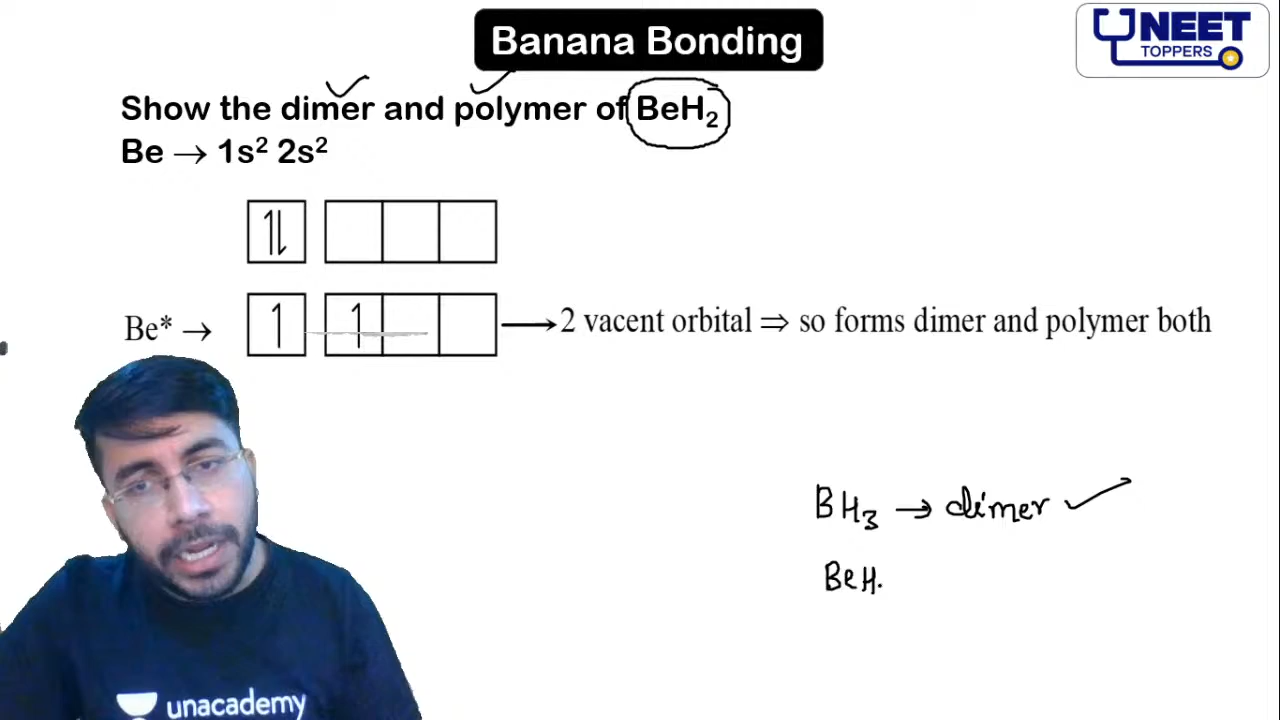 Banana Bonding
NEET
TOPPERS
Show the dimer and polymer of BeH₂
Be → 1s² 2s²
1⇂
Be* → 1 1 → 2 vacent orbital ⇒ so forms dimer and polymer both
BH₃ → dimer ✓
BeH.
unacademy